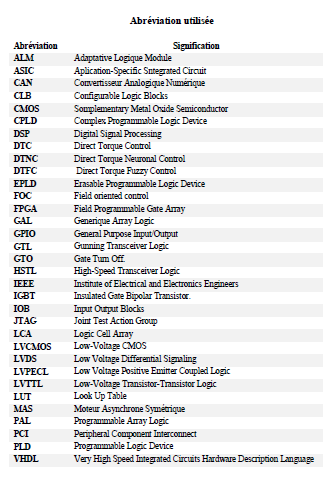 Abréviation utilisée
Abréviation Signification
ALM Adaptative Logique Module
ASIC Aplication-Specific Sntegrated Circuit
CAN Convertisseur Analogique Numérique
CLB Configurable Logic Blocks
CMOS Somplementary Metal Oxide Semiconductor
CPLD Complex Programmable Logic Device
DSP Digital Signal Processing
DTC Direct Torque Control
DTNC Direct Torque Neuronal Control
DTFC Direct Torque Fuzzy Control
EPLD Erasable Programmable Logic Device
FOC Field oriented control
FPGA Field Programmable Gate Array
GAL Generique Array Logic
GPIO General Purpose Input/Output
GTL Gunning Transceiver Logic
GTO Gate Turn Off.
HSTL High-Speed Transceiver Logic
IEEE Institute of Electrical and Electronics Engineers
IGBT Insulated Gate Bipolar Transistor.
IOB Input Output Blocks
JTAG Joint Test Action Group
LCA Logic Cell Array
LVCMOS Low-Voltage CMOS
LVDS Low Voltage Differential Signaling
LVPECL Low Voltage Positive Emitter Coupled Logic
LVTTL Low-Voltage Transistor-Transistor Logic
LUT Look Up Table
MAS Moteur Asynchrone Symétrique
PAL Programmable Array Logic
PCI Peripheral Component Interconnect
PLD Programmable Logic Device
VHDL Very High Speed Integrated Circuits Hardware Description Language